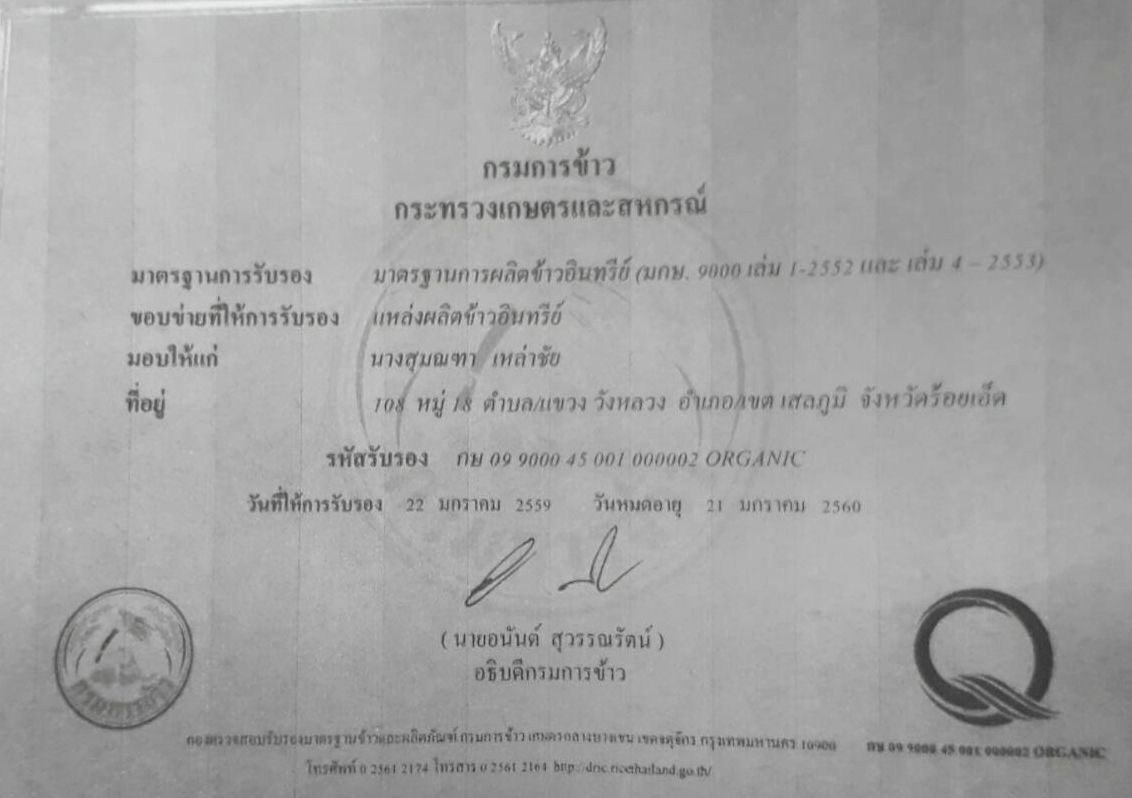 กรมการข้าว
กระทรวงเกษตรและสหกรณ์
มาตรฐานการรับรอง มาตรฐานการผลิตข้าวอินทรีย์ (มกษ. 9000 เล่ม 1-2552 และ เล่ม 4 – 2553)
ขอบข่ายที่ให้การรับรอง แหล่งผลิตข้าวอินทรีย์
มอบให้แก่ นางสุมณฑา เหล่าชัย
ที่อยู่ 108 หมู่ 18 ตำบล/แขวง วังหลวง อำเภอ/เขต เสลภูมิ จังหวัดร้อยเอ็ด
รหัสรับรอง กษ 09 9000 45 001 000002 ORGANIC
วันที่ให้การรับรอง 22 มกราคม 2559 วันหมดอายุ 21 มกราคม 2560
( นายอนันต์ สุวรรณรัตน์ )
อธิบดีกรมการข้าว
กรมการข้าว
กองตรวจสอบรับรองมาตรฐานข้าวและผลิตภัณฑ์ กรมการข้าว เกษตรกลางบางเขน เขตจตุจักร กรุงเทพมหานคร 10900
กษ 09 9000 45 001 000002 ORGANIC
โทรศัพท์ 0 2561 2174 โทรสาร 0 2561 2164